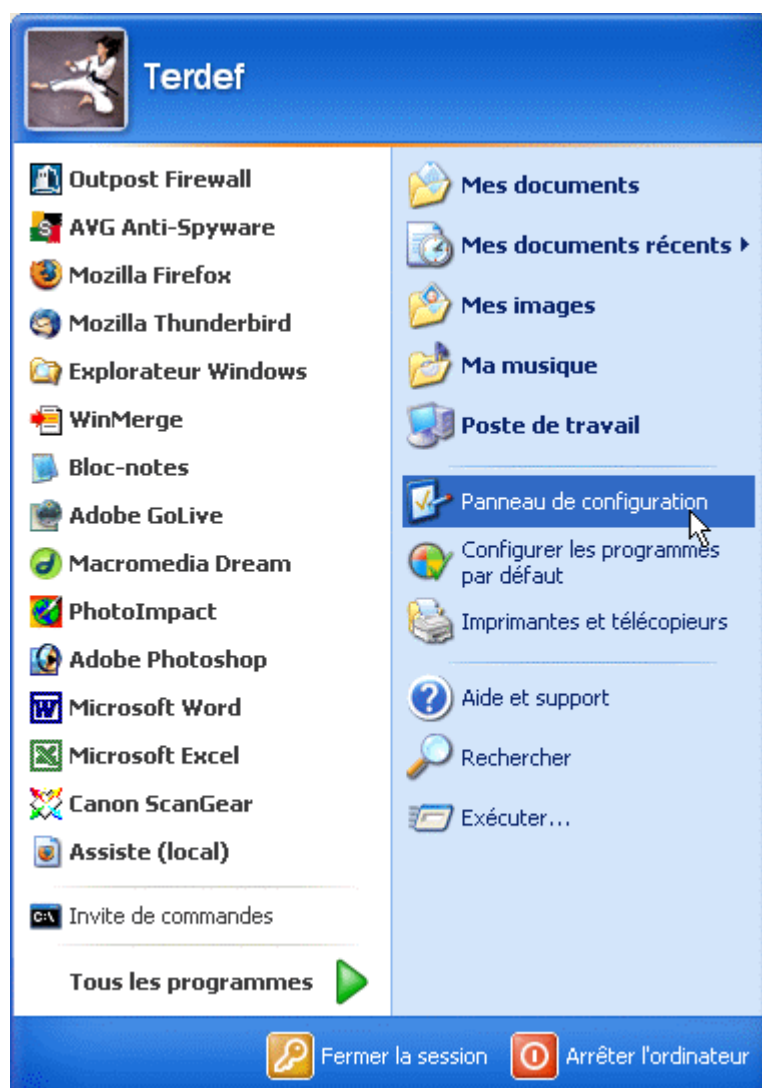 Terdef
Outpost Firewall
AVG Anti-Spyware
Mozilla Firefox
Mozilla Thunderbird
Explorateur Windows
WinMerge
Bloc-notes
Adobe GoLive
Macromedia Dream
PhotoImpact
Adobe Photoshop
Microsoft Word
Microsoft Excel
Canon ScanGear
Assiste (local)
Invite de commandes
Tous les programmes
Mes documents
Mes documents récents
Mes images
Ma musique
Poste de travail
Panneau de configuration
Configurer les programmes
par défaut
Imprimantes et télécopieurs
Aide et support
Rechercher
Exécuter...
Fermer la session
Arrêter l'ordinateur